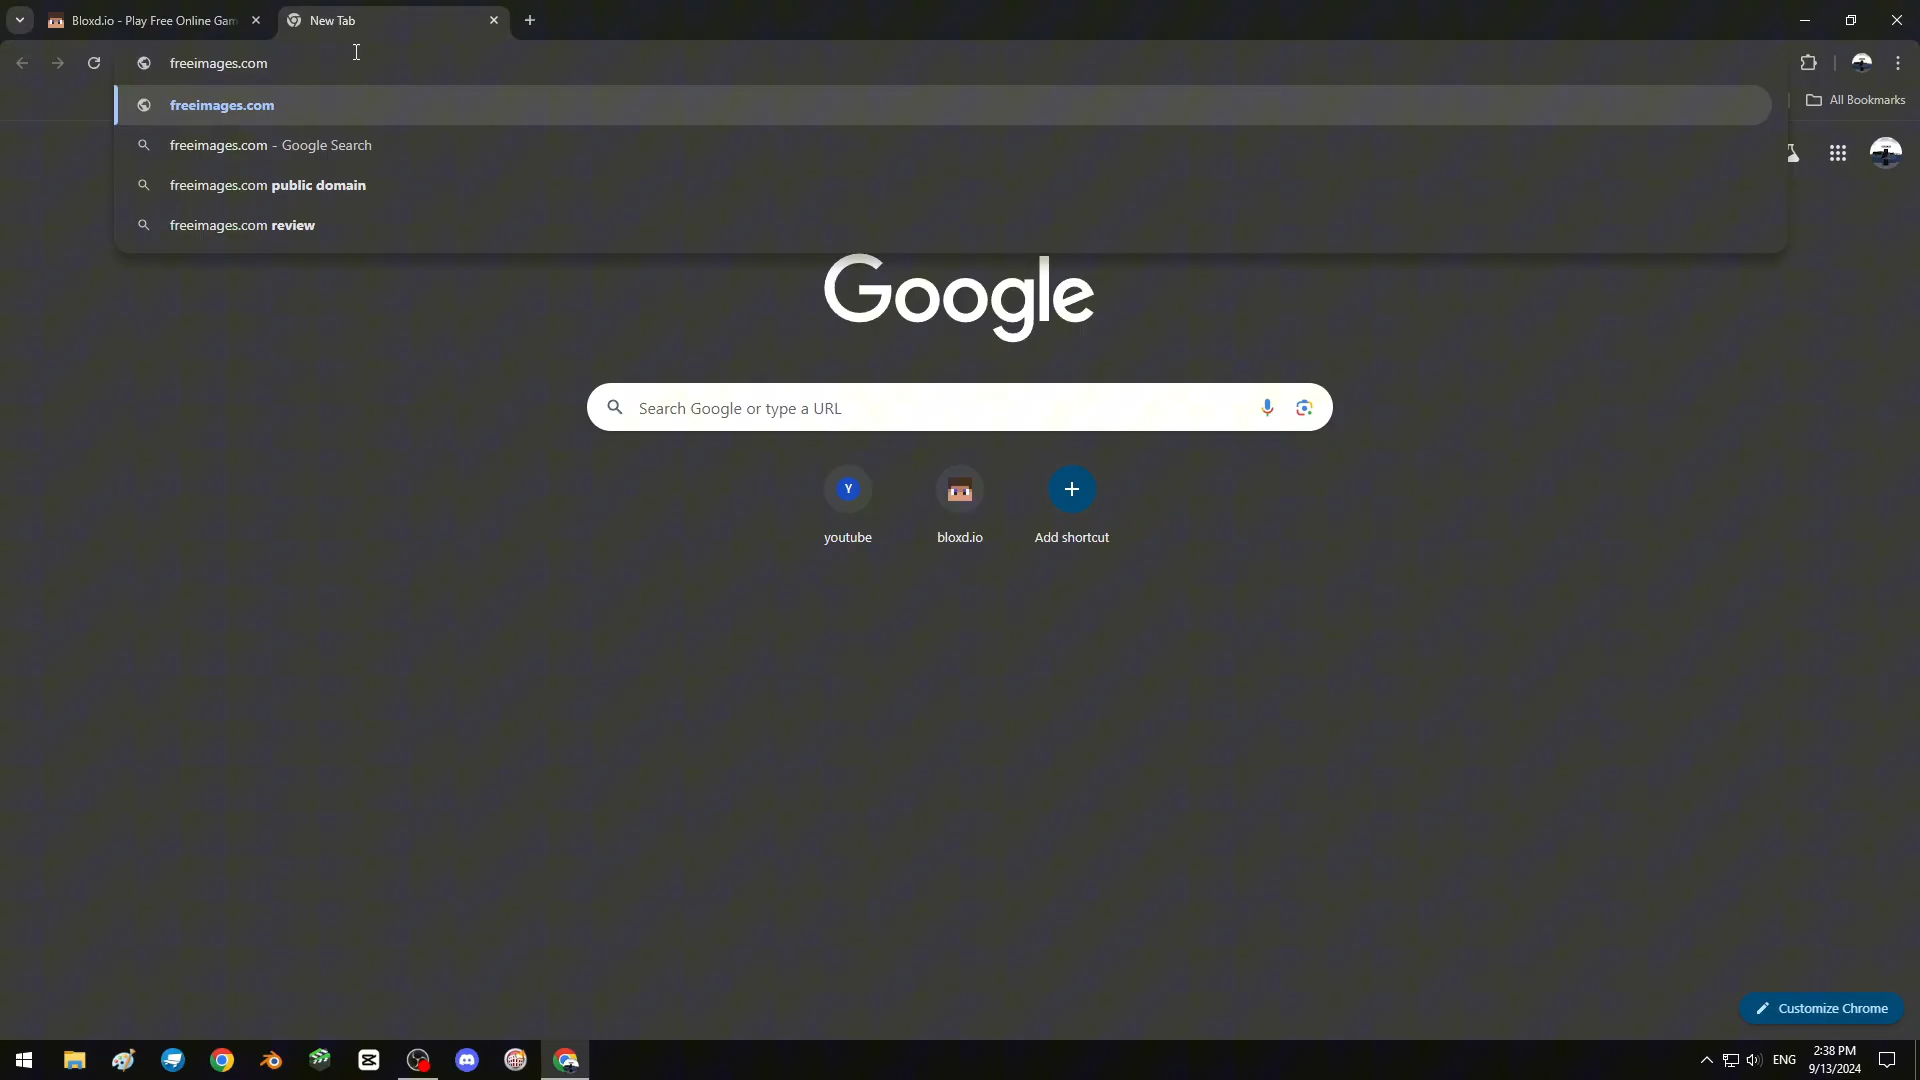 Bloxd.io - Play Free Online Gam
New Tab
freeimages.com
All Bookmarks
freeimages.com
freeimages.com - Google Search
freeimages.com public domain
freeimages.com review
Google
Search Google or type a URL
Y
youtube
bloxd.io
Add shortcut
Customize Chrome
ENG
2:38 PM
9/13/2024